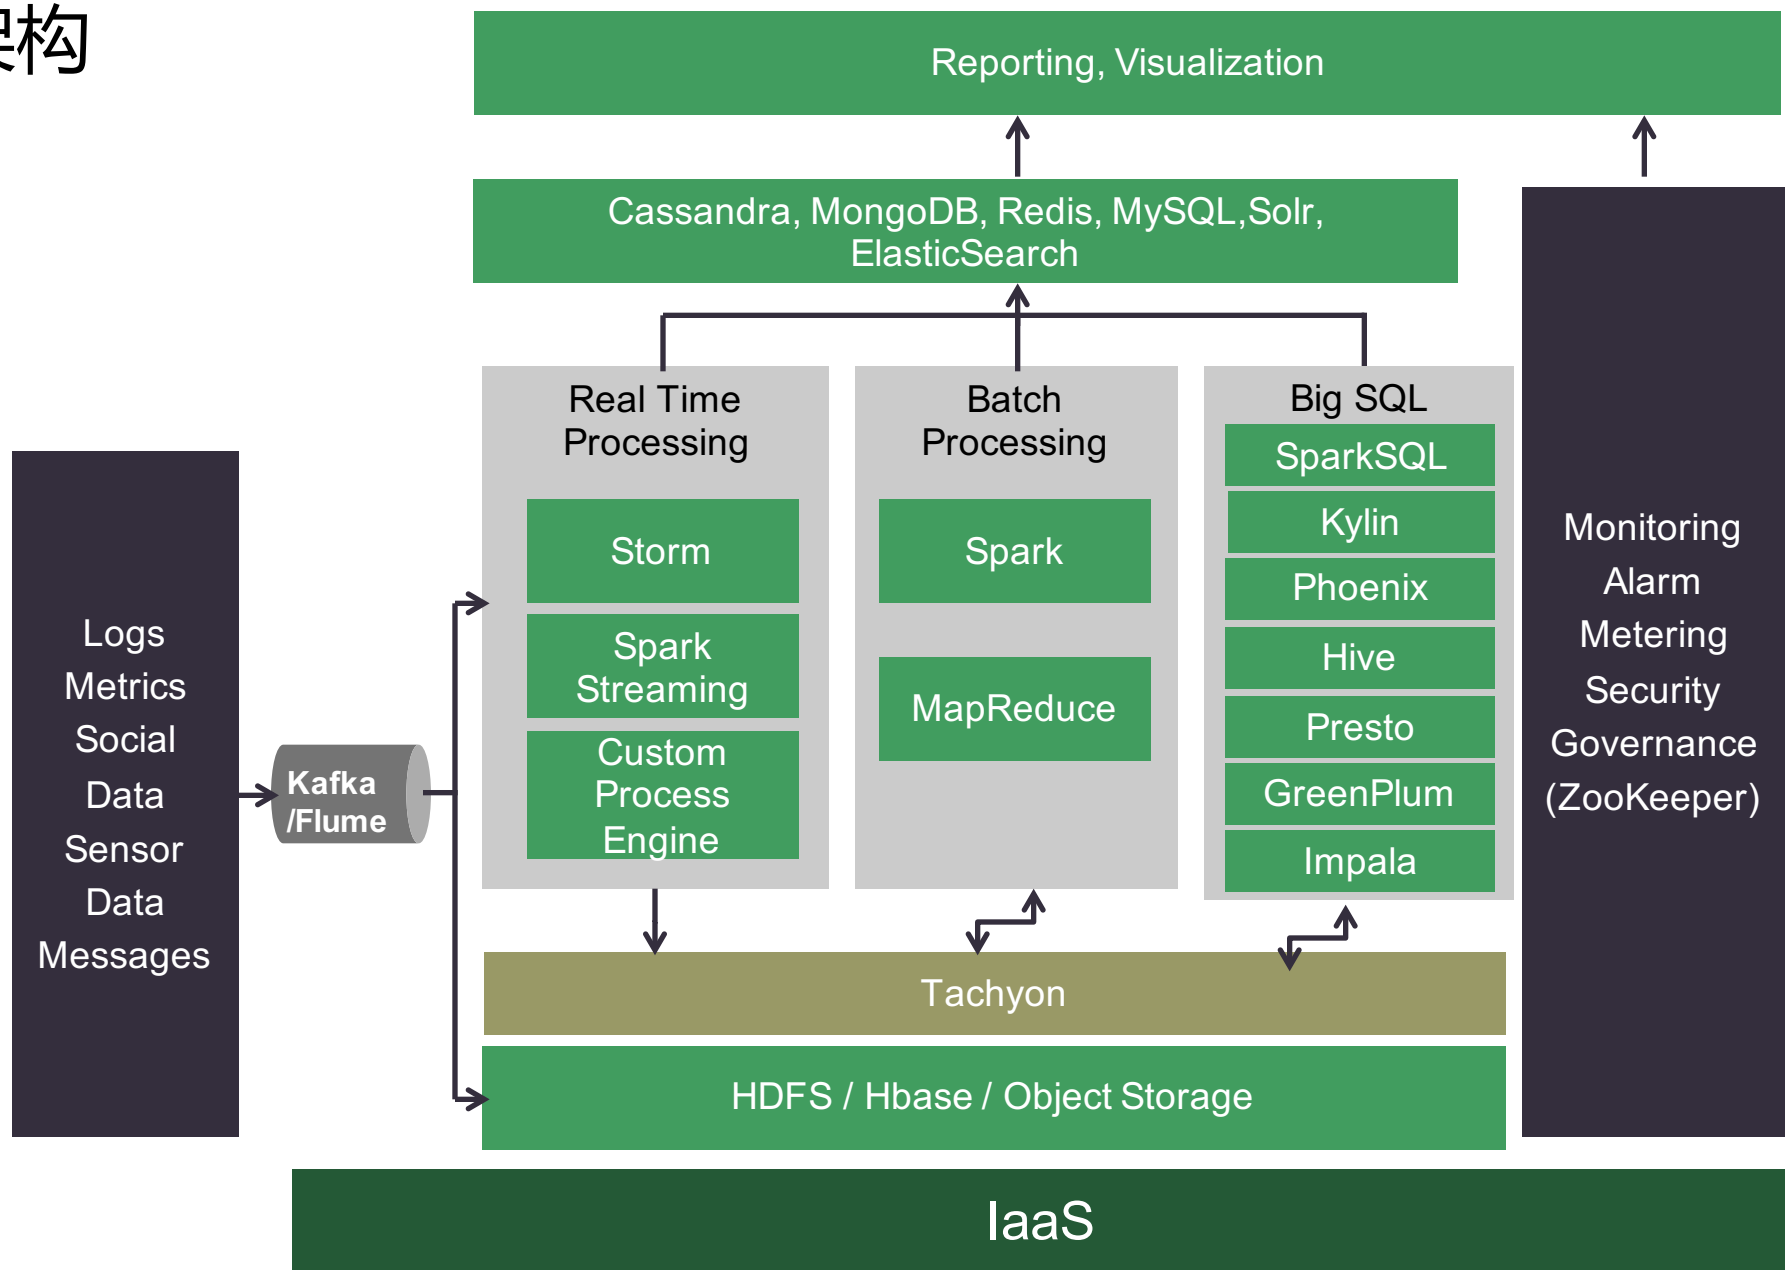 架构
Reporting, Visualization
Cassandra, MongoDB, Redis, MySQL,Solr,
ElasticSearch
Real Time
Processing
Storm
Spark
Streaming
Custom
Process
Engine
Batch
Processing
Spark
MapReduce
Big SQL
SparkSQL
Kylin
Phoenix
Hive
Presto
GreenPlum
Impala
Monitoring
Alarm
Metering
Security
Governance
(ZooKeeper)
Logs
Metrics
Social
Data
Sensor
Data
Messages
Kafka
/Flume
Tachyon
HDFS / Hbase / Object Storage
IaaS